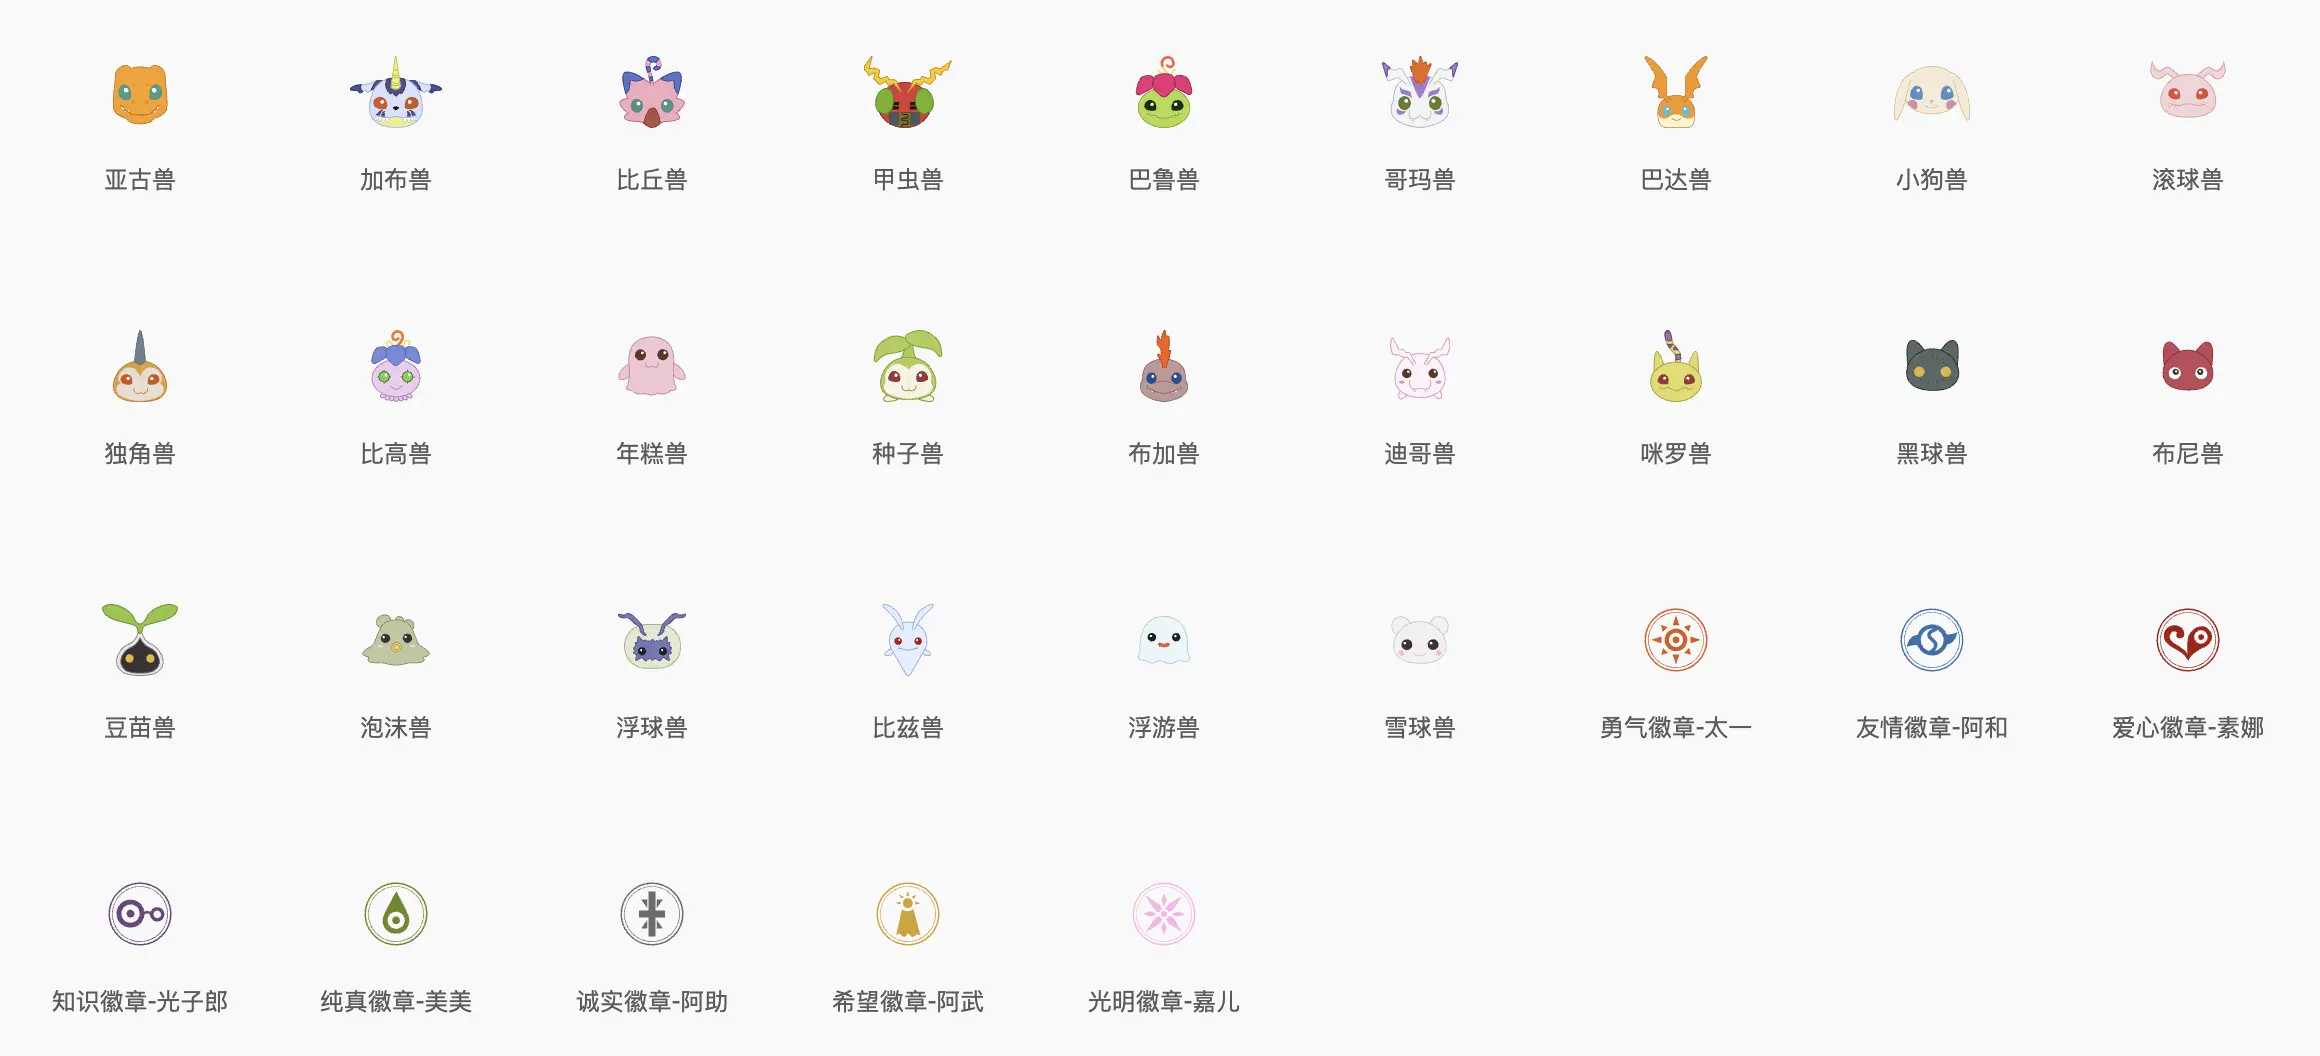 亚古兽
加布兽
比丘兽
甲虫兽
巴鲁兽
哥玛兽
巴达兽
小狗兽
滚球兽
独角兽
比高兽
年糕兽
种子兽
布加兽
迪哥兽
咪罗兽
黑球兽
布尼兽
豆苗兽
泡沫兽
浮球兽
比兹兽
浮游兽
雪球兽
勇气徽章-太一
友情徽章-阿和
爱心徽章-素娜
知识徽章-光子郎
纯真徽章-美美
诚实徽章-阿助
希望徽章-阿武
光明徽章-嘉儿